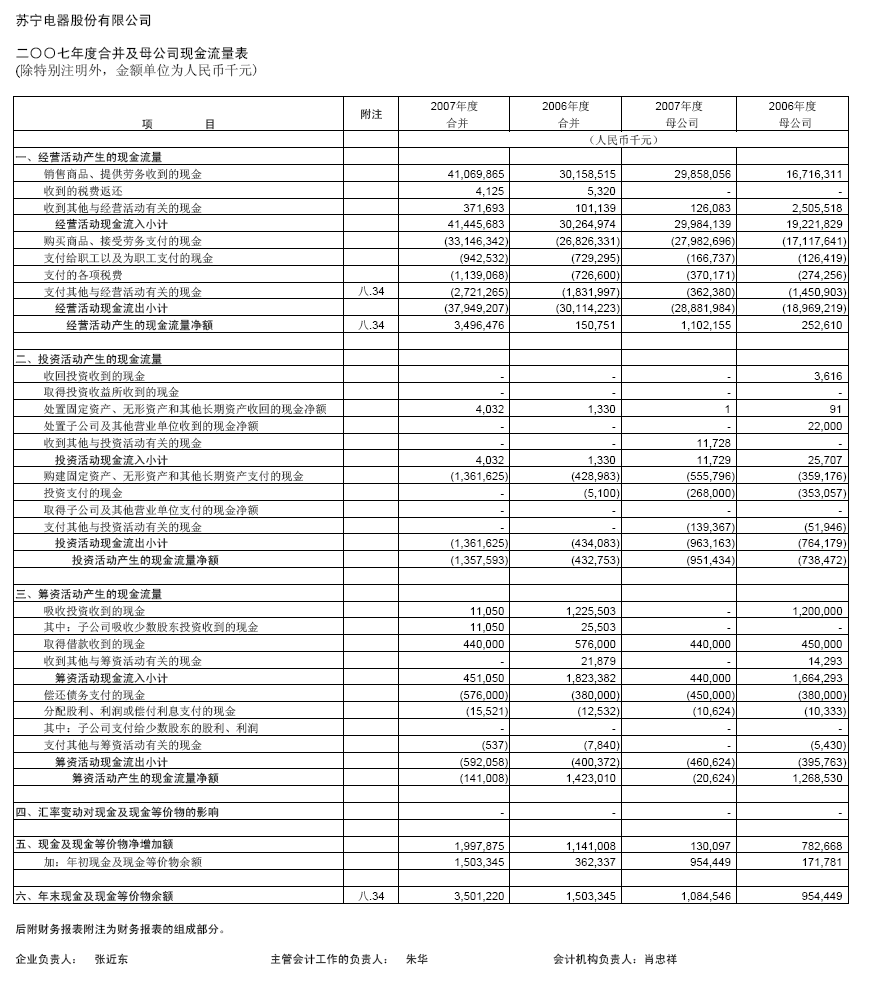 苏宁电器股份有限公司
二〇〇七年度合并及母公司现金流量表
(除特别注明外，金额单位为人民币千元)
项 目 附注 2007年度 合并 2006年度 合并 2007年度 母公司 2006年度 母公司
（人民币千元）
一、经营活动产生的现金流量
销售商品、提供劳务收到的现金 41,069,865 30,158,515 29,858,056 16,716,311
收到的税费返还 4,125 5,320 - -
收到其他与经营活动有关的现金 371,693 101,139 126,083 2,505,518
经营活动现金流入小计 41,445,683 30,264,974 29,984,139 19,221,829
购买商品、接受劳务支付的现金 (33,146,342) (26,826,331) (27,982,696) (17,117,641)
支付给职工以及为职工支付的现金 (942,532) (729,295) (166,737) (126,419)
支付的各项税费 (1,139,068) (726,600) (370,171) (274,256)
支付其他与经营活动有关的现金 八.34 (2,721,265) (1,831,997) (362,380) (1,450,903)
经营活动现金流出小计 (37,949,207) (30,114,223) (28,881,984) (18,969,219)
经营活动产生的现金流量净额 八.34 3,496,476 150,751 1,102,155 252,610
二、投资活动产生的现金流量
收回投资收到的现金 - - - 3,616
取得投资收益所收到的现金 - - - -
处置固定资产、无形资产和其他长期资产收回的现金净额 4,032 1,330 1 91
处置子公司及其他营业单位收到的现金净额 - - - 22,000
收到其他与投资活动有关的现金 - - 11,728 -
投资活动现金流入小计 4,032 1,330 11,729 25,707
购建固定资产、无形资产和其他长期资产支付的现金 (1,361,625) (428,983) (555,796) (359,176)
投资支付的现金 - (5,100) (268,000) (353,057)
取得子公司及其他营业单位支付的现金净额 - - - -
支付其他与投资活动有关的现金 - - (139,367) (51,946)
投资活动现金流出小计 (1,361,625) (434,083) (963,163) (764,179)
投资活动产生的现金流量净额 (1,357,593) (432,753) (951,434) (738,472)
三、筹资活动产生的现金流量
吸收投资收到的现金 11,050 1,225,503 - 1,200,000
其中：子公司吸收少数股东投资收到的现金 11,050 25,503 - -
取得借款收到的现金 440,000 576,000 440,000 450,000
收到其他与筹资活动有关的现金 - 21,879 - 14,293
筹资活动现金流入小计 451,050 1,823,382 440,000 1,664,293
偿还债务支付的现金 (576,000) (380,000) (450,000) (380,000)
分配股利、利润或偿付利息支付的现金 (15,521) (12,532) (10,624) (10,333)
其中：子公司支付给少数股东的股利、利润 - - - -
支付其他与筹资活动有关的现金 (537) (7,840) - (5,430)
筹资活动现金流出小计 (592,058) (400,372) (460,624) (395,763)
筹资活动产生的现金流量净额 (141,008) 1,423,010 (20,624) 1,268,530
四、汇率变动对现金及现金等价物的影响 - - - -
五、现金及现金等价物净增加额 1,997,875 1,141,008 130,097 782,668
加：年初现金及现金等价物余额 1,503,345 362,337 954,449 171,781
六、年末现金及现金等价物余额 八.34 3,501,220 1,503,345 1,084,546 954,449
后附财务报表附注为财务报表的组成部分。
企业负责人： 张近东 主管会计工作的负责人： 朱华 会计机构负责人：肖忠祥